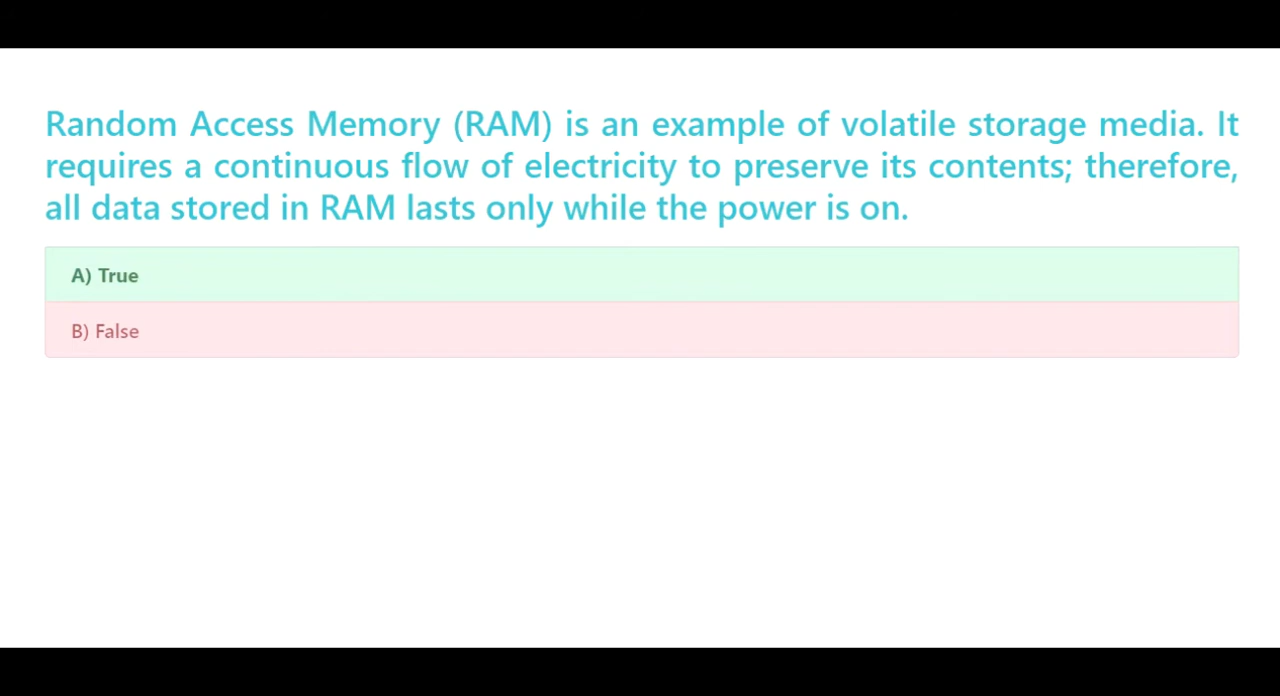 Random Access Memory (RAM) is an example of volatile storage media. It
requires a continuous flow of electricity to preserve its contents; therefore,
all data stored in RAM lasts only while the power is on.
A) True
B) False